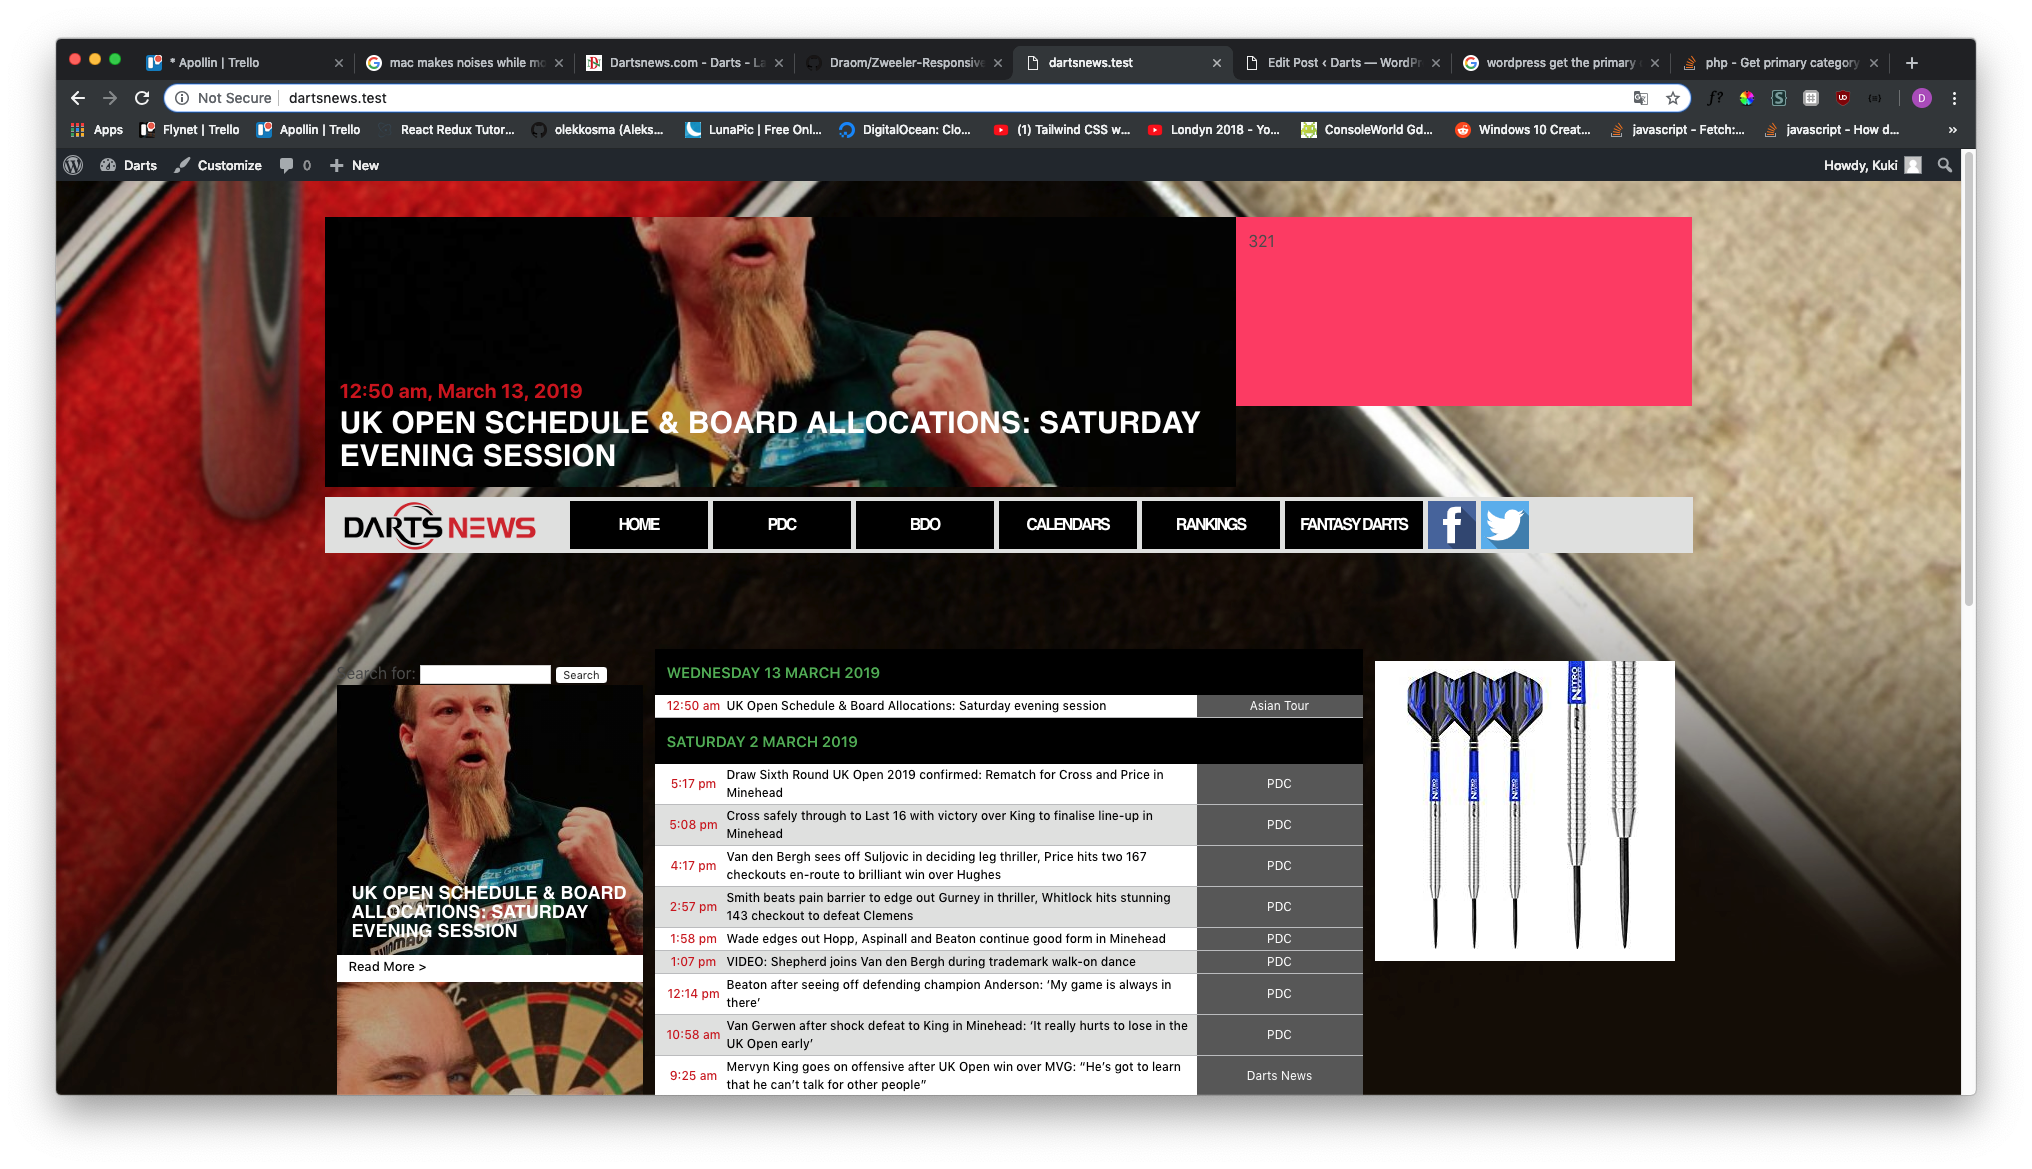 * Apollin | Trello
mac makes noises while mo
Dartsnews.com - Darts - La
Draom/Zweeler-Responsive
dartsnews.test
Edit Post ‹ Darts — WordPr
wordpress get the primary
php - Get primary category
Not Secure
dartsnews.test
f?
D
Apps
Flynet | Trello
Apollin | Trello
React Redux Tutor...
olekkosma (Aleks...
LunaPic | Free Onl...
DigitalOcean: Clo...
(1) Tailwind CSS w...
Londyn 2018 - Yo...
ConsoleWorld Gd...
Windows 10 Creat...
javascript - Fetch:...
javascript - How d...
»
Darts
Customize
0
New
Howdy, Kuki
321
12:50 am, March 13, 2019
UK OPEN SCHEDULE & BOARD ALLOCATIONS: SATURDAY
EVENING SESSION
DARTS NEWS
HOME
PDC
BDO
CALENDARS
RANKINGS
FANTASY DARTS
Search for:
Search
EZE GROUP
UK OPEN SCHEDULE & BOARD
ALLOCATIONS: SATURDAY
EVENING SESSION
Read More >
WEDNESDAY 13 MARCH 2019
12:50 am UK Open Schedule & Board Allocations: Saturday evening session Asian Tour
SATURDAY 2 MARCH 2019
5:17 pm Draw Sixth Round UK Open 2019 confirmed: Rematch for Cross and Price in
Minehead
PDC
5:08 pm Cross safely through to Last 16 with victory over King to finalise line-up in
Minehead
PDC
4:17 pm Van den Bergh sees off Suljovic in deciding leg thriller, Price hits two 167
checkouts en-route to brilliant win over Hughes
PDC
2:57 pm Smith beats pain barrier to edge out Gurney in thriller, Whitlock hits stunning
143 checkout to defeat Clemens
PDC
1:58 pm Wade edges out Hopp, Aspinall and Beaton continue good form in Minehead PDC
1:07 pm VIDEO: Shepherd joins Van den Bergh during trademark walk-on dance PDC
12:14 pm Beaton after seeing off defending champion Anderson: ‘My game is always in
there’
PDC
10:58 am Van Gerwen after shock defeat to King in Minehead: ‘It really hurts to lose in the
UK Open early’
PDC
9:25 am Mervyn King goes on offensive after UK Open win over MVG: “He’s got to learn
that he can’t talk for other people”
Darts News
NITRO
NITRO
NITRO
NITRO